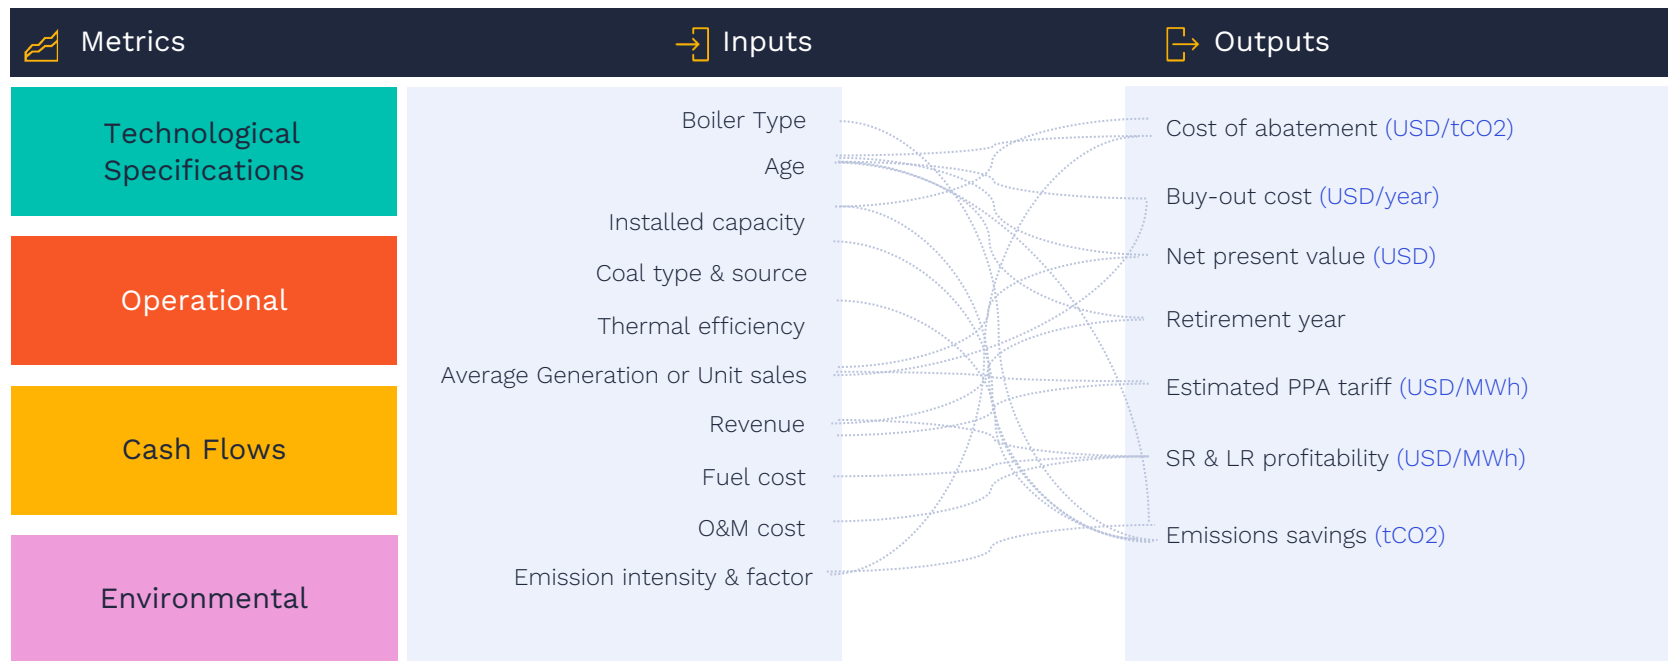 Metrics
Inputs
Outputs
Technological
Specifications
Operational
Cash Flows
Environmental
Boiler Type
Age
Installed capacity
Coal type & source
Thermal efficiency
Average Generation or Unit sales
Revenue
Fuel cost
O&M cost
Emission intensity & factor
Cost of abatement (USD/tCO2)
Buy-out cost (USD/year)
Net present value (USD)
Retirement year
Estimated PPA tariff (USD/MWh)
SR & LR profitability (USD/MWh)
Emissions savings (tCO2)